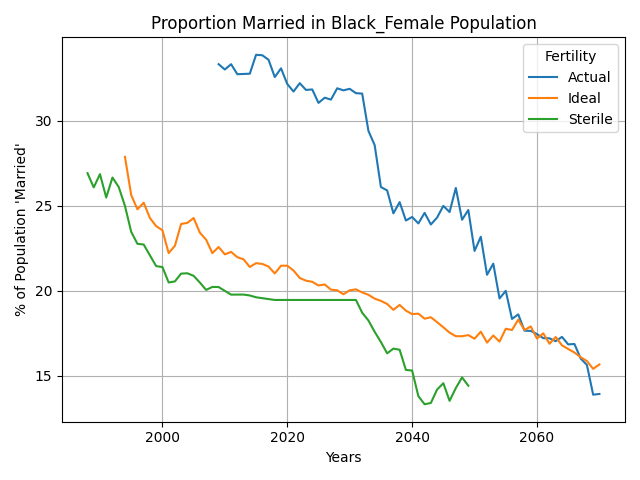 Proportion Married in Black_Female Population
% of Population 'Married'
30
25
20
15
Fertility
Actual
Ideal
Sterile
2000
2020
2040
2060
Years